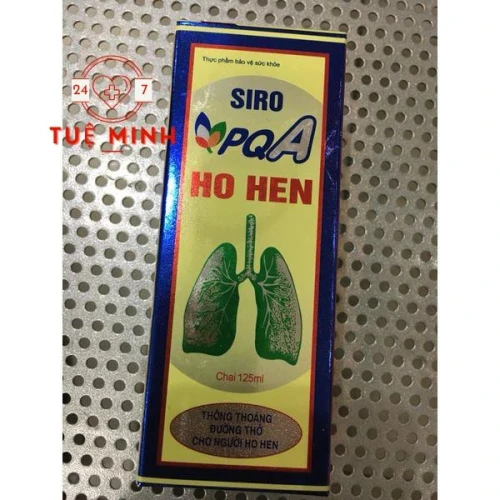 Thực phẩm bảo vệ sức khỏe
24 7
TUỆ MINH
SIRO
PQA
HO HEN
Chai 125ml
THÔNG THOÁNG
ĐƯỜNG THỞ
CHO NGƯỜI HO HEN